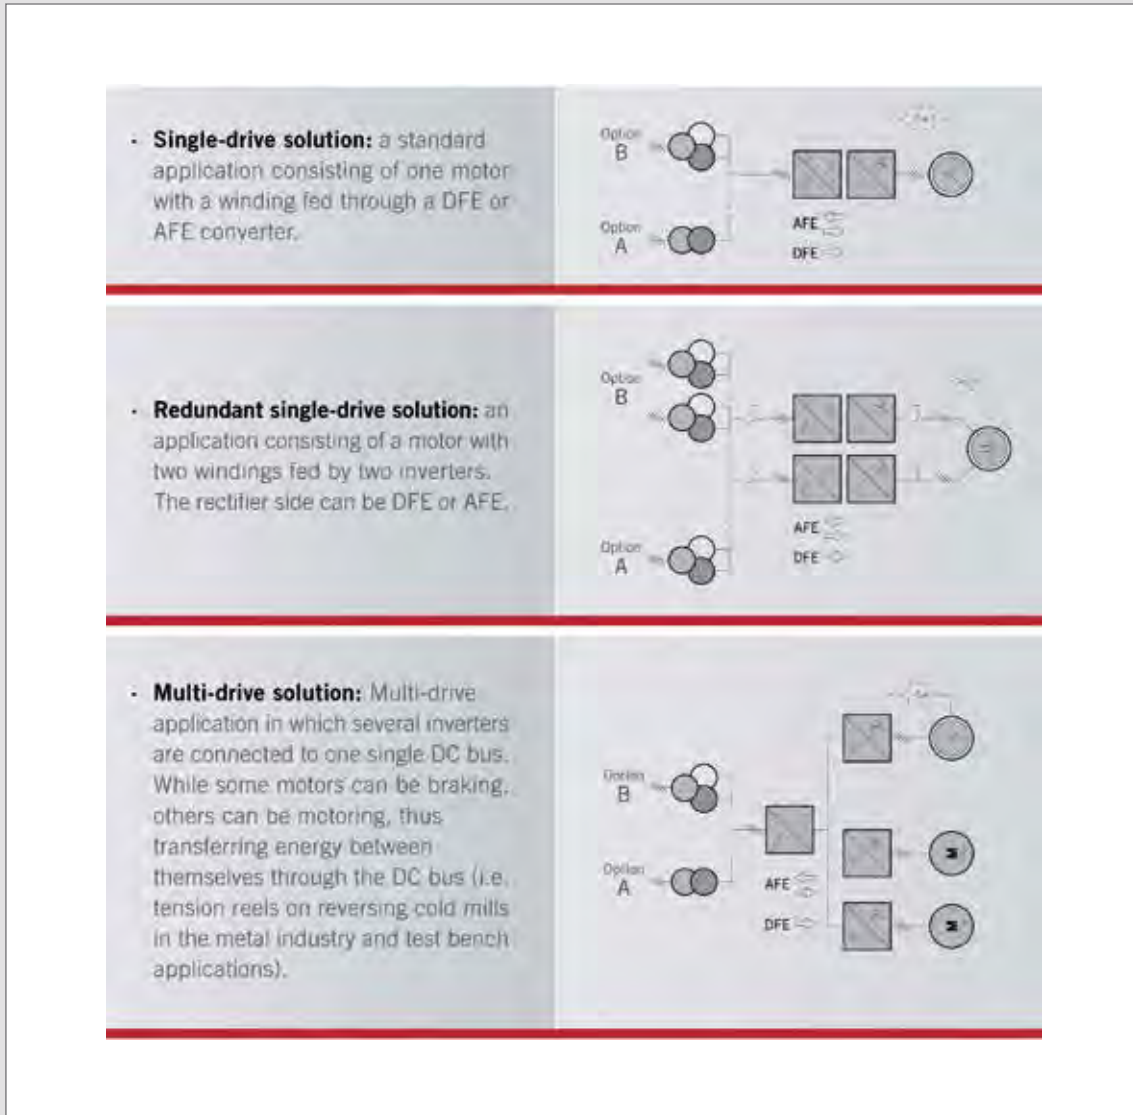 · Single-drive solution: a standard
application consisting of one motor
with a winding fed through a DFE or
AFE converter.
Option
B
Option
A
AFE
DFE
· Redundant single-drive solution: an
application consisting of a motor with
two windings fed by two inverters.
The rectifier side can be DFE or AFE.
Option
B
Option
A
AFE
DFE
· Multi-drive solution: Multi-drive
application in which several inverters
are connected to one single DC bus.
While some motors can be braking,
others can be motoring, thus
transferring energy between
themselves through the DC bus (i.e.
tension reels on reversing cold mills
in the metal industry and test bench
applications).
Option
B
Option
A
AFE
DFE